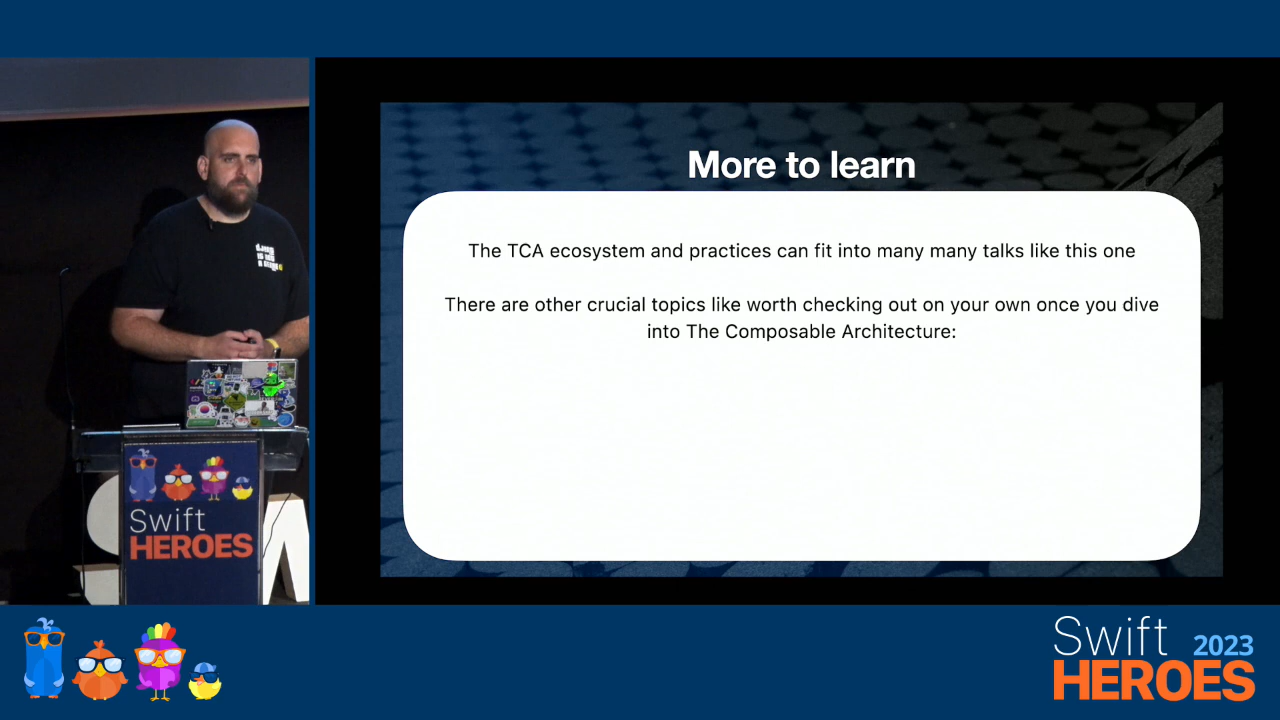 More to learn
The TCA ecosystem and practices can fit into many many talks like this one
There are other crucial topics like worth checking out on your own once you dive
into The Composable Architecture:
Swift
HEROES
Swift 2023
HEROES